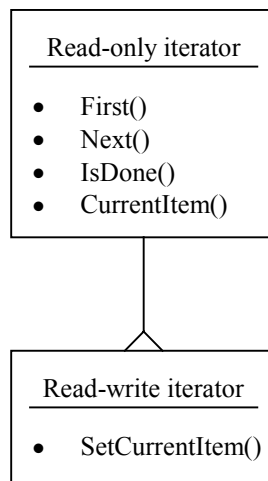 Read-only iterator
• First()
• Next()
• IsDone()
• CurrentItem()
Read-write iterator
• SetCurrentItem()